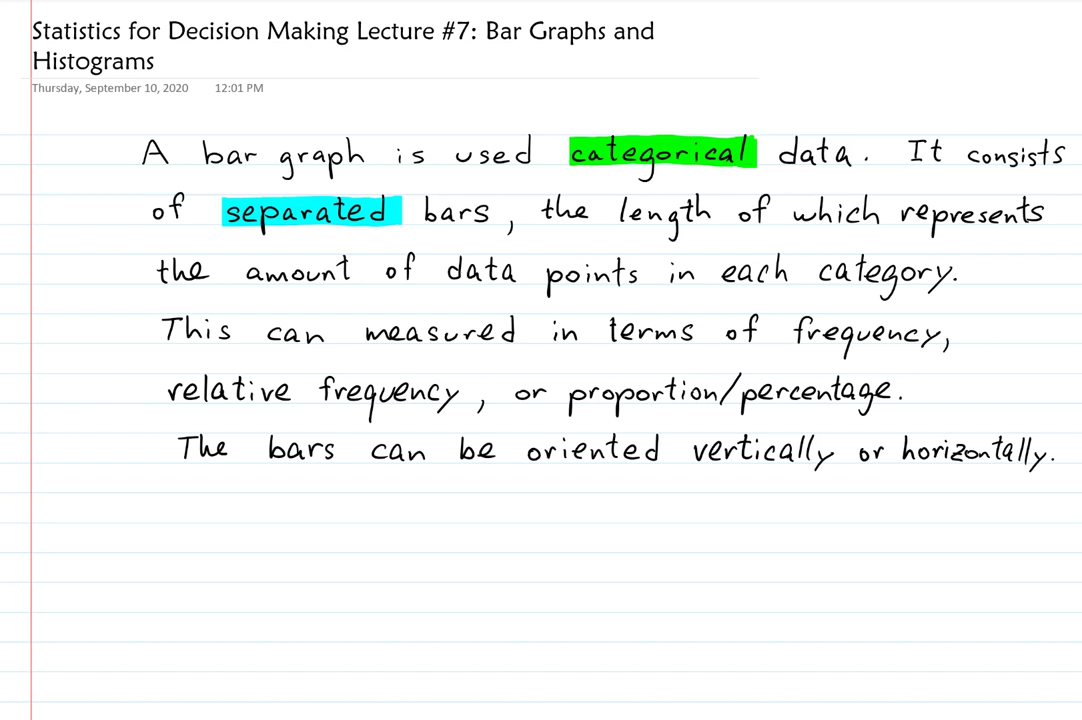 Statistics for Decision Making Lecture #7: Bar Graphs and
Histograms
Thursday, September 10, 2020 12:01 PM
A bar graph is used categorical data. It consists
of separated bars, the length of which represents
the amount of data points in each category.
This can measured in terms of frequency,
relative frequency, or proportion/percentage.
The bars can be oriented vertically or horizontally.